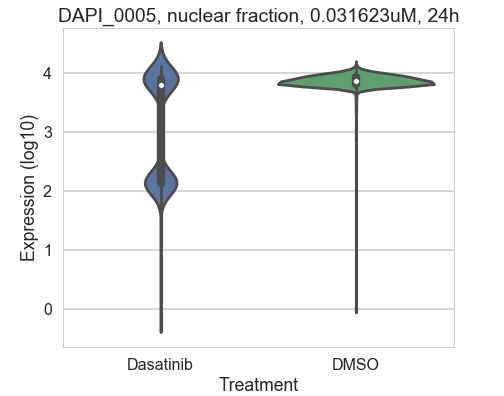 DAPI_0005, nuclear fraction, 0.031623uM, 24h
4
3
2
1
0
Expression (log10)
Dasatinib DMSO
Treatment